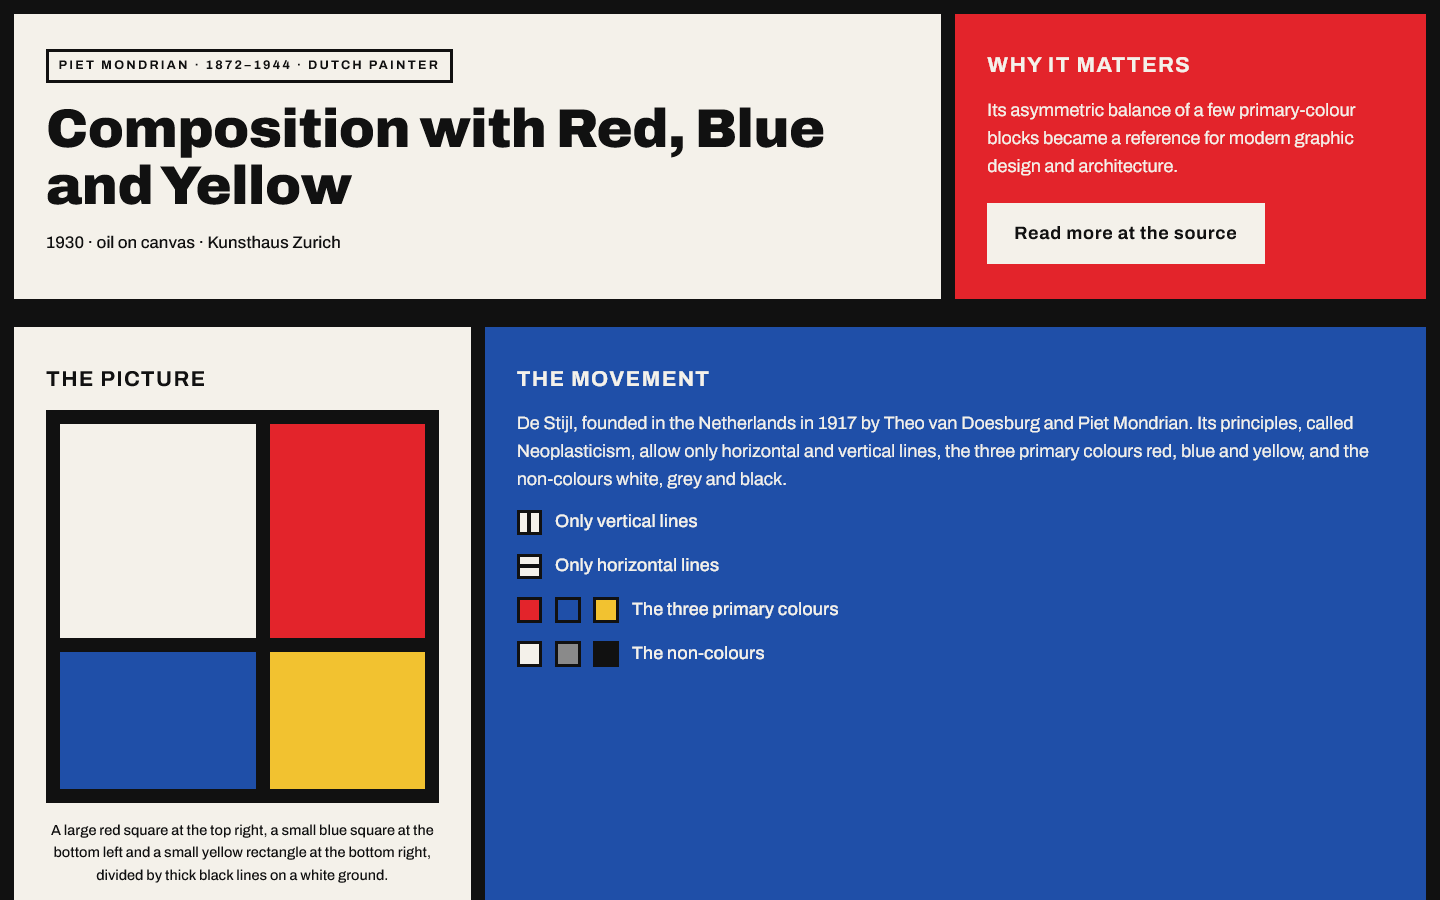 PIET MONDRIAN · 1872–1944 · DUTCH PAINTER
Composition with Red, Blue
and Yellow
1930 · oil on canvas · Kunsthaus Zurich
WHY IT MATTERS
Its asymmetric balance of a few primary-colour
blocks became a reference for modern graphic
design and architecture.
Read more at the source
THE PICTURE
A large red square at the top right, a small blue square at the
bottom left and a small yellow rectangle at the bottom right,
divided by thick black lines on a white ground.
THE MOVEMENT
De Stijl, founded in the Netherlands in 1917 by Theo van Doesburg and Piet Mondrian. Its principles, called
Neoplasticism, allow only horizontal and vertical lines, the three primary colours red, blue and yellow, and the
non-colours white, grey and black.
Only vertical lines
Only horizontal lines
The three primary colours
The non-colours